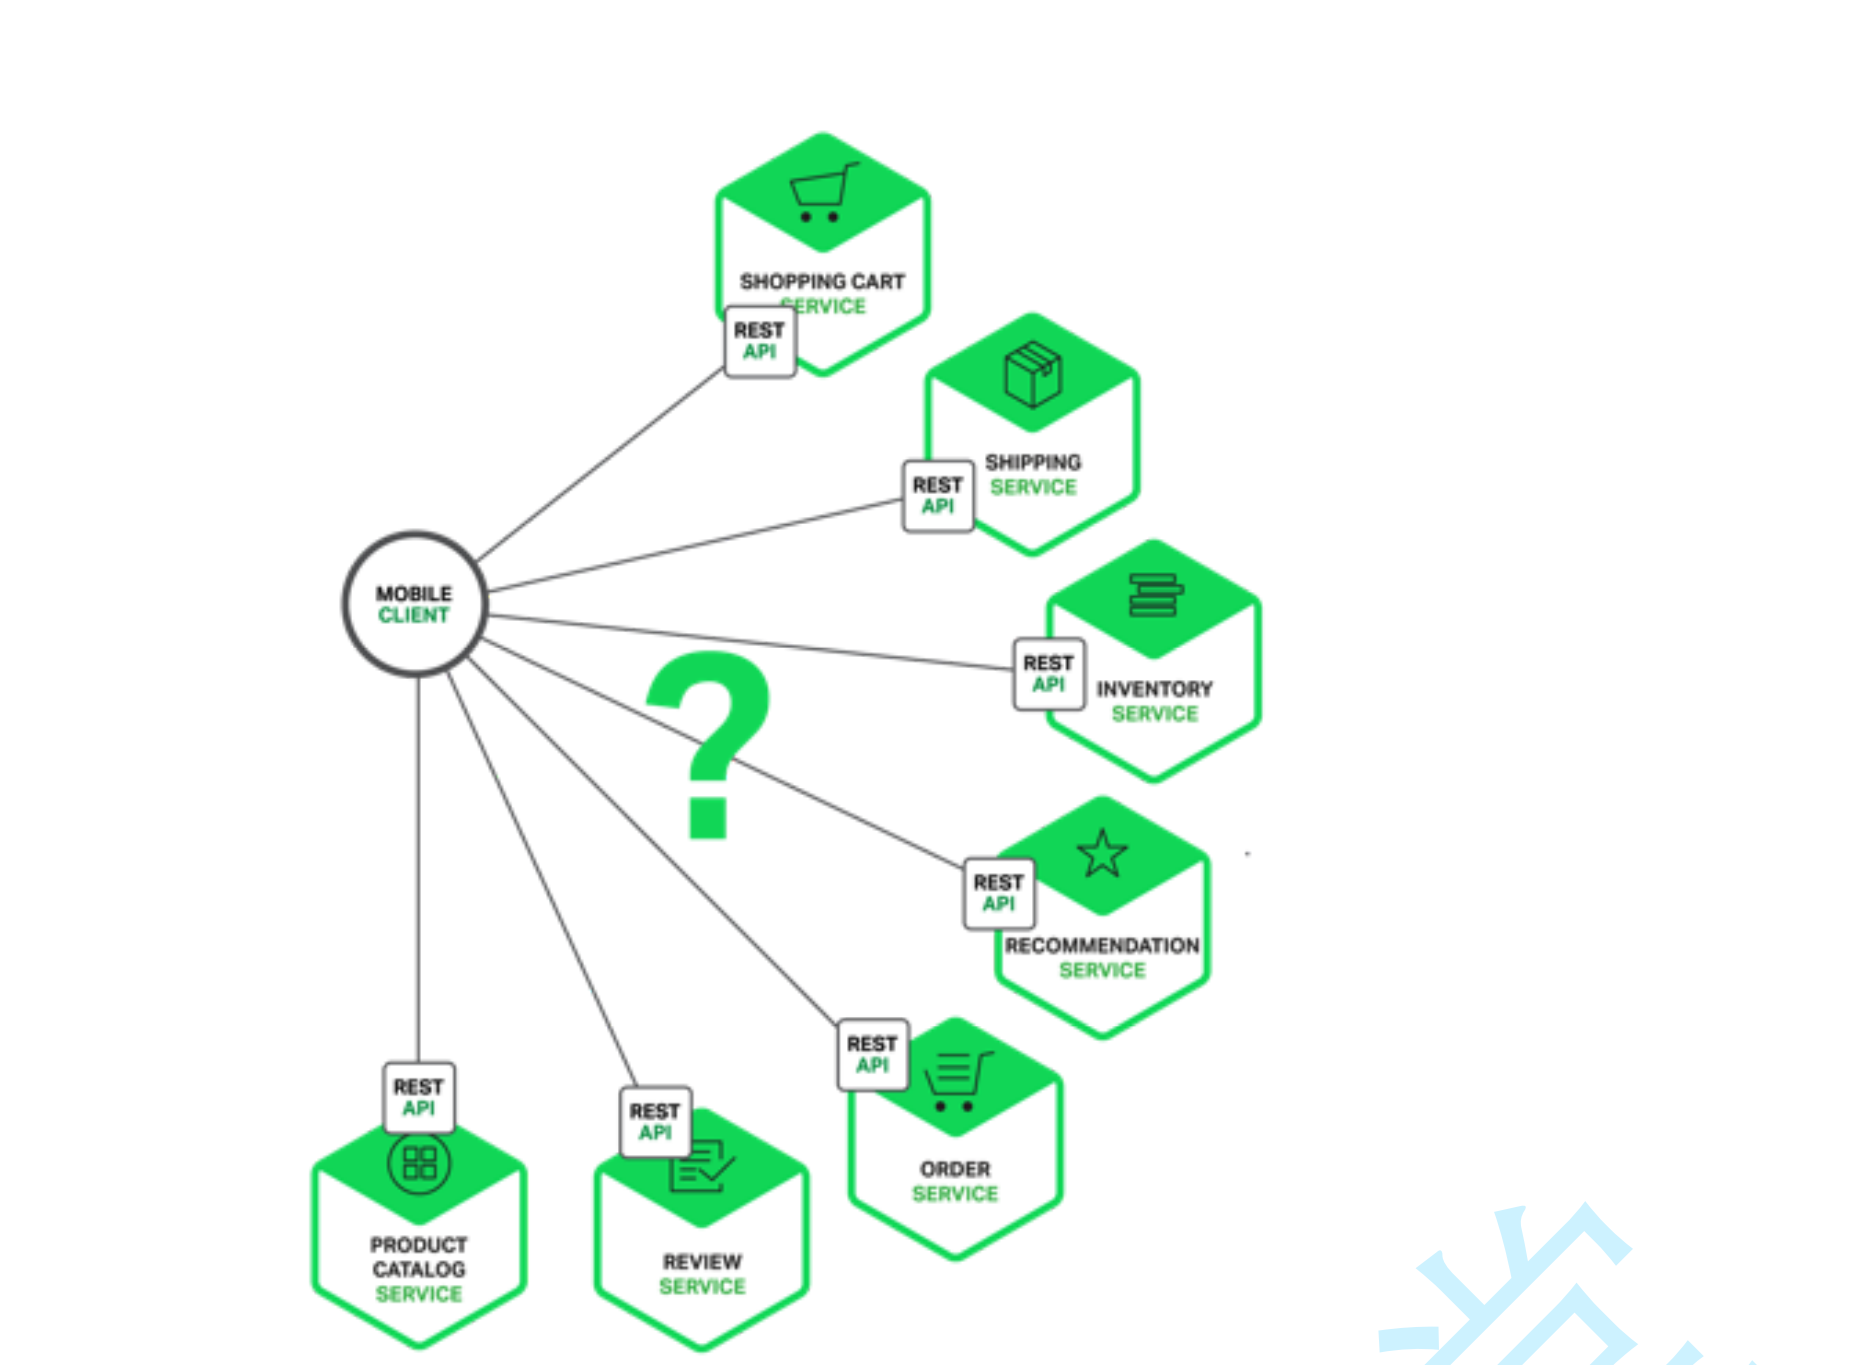 SHOPPING CART
SERVICE
REST
API
SHIPPING
SERVICE
REST
API
MOBILE
CLIENT
INVENTORY
SERVICE
REST
API
?
REST
API
RECOMMENDATION
SERVICE
REST
API
ORDER
SERVICE
REST
API
REVIEW
SERVICE
REST
API
PRODUCT
CATALOG
SERVICE